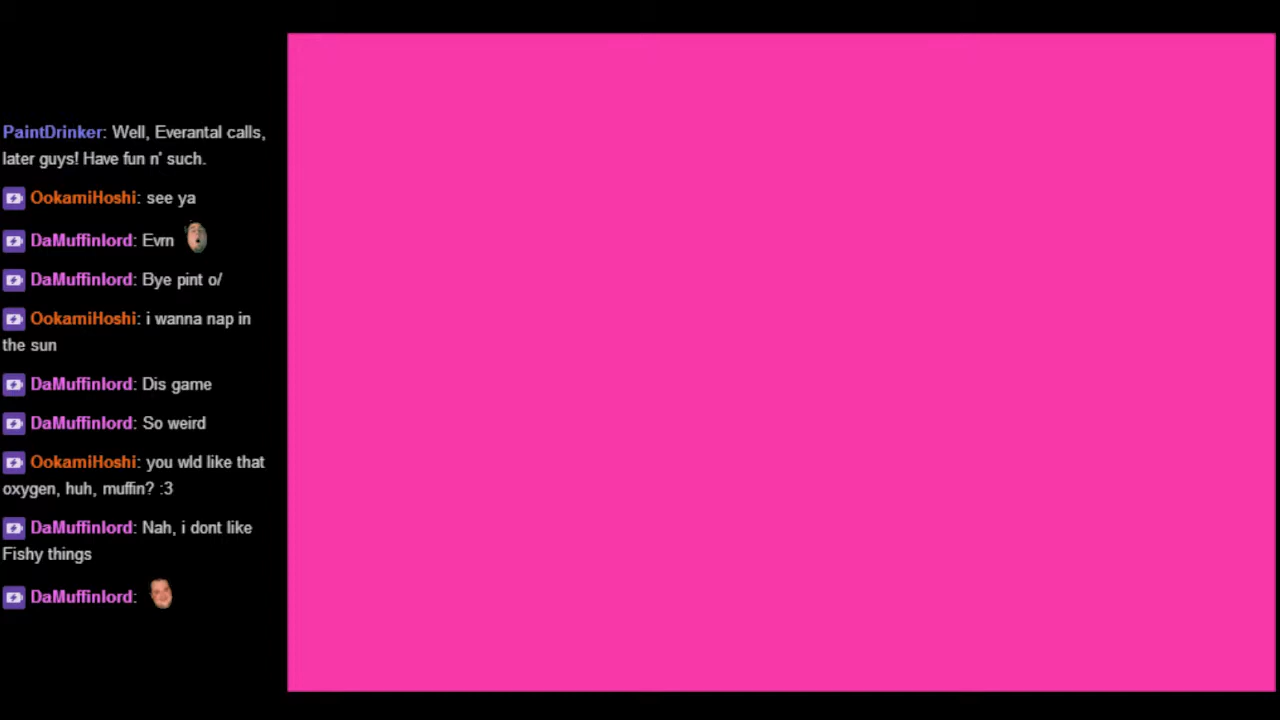 PaintDrinker: Well, Everantal calls,
later guys! Have fun n' such.
OokamiHoshi: see ya
DaMuffinlord: Evrn
DaMuffinlord: Bye pint o/
OokamiHoshi: i wanna nap in
the sun
DaMuffinlord: Dis game
DaMuffinlord: So weird
OokamiHoshi: you wld like that
oxygen, huh, muffin? :3
DaMuffinlord: Nah, i dont like
Fishy things
DaMuffinlord: